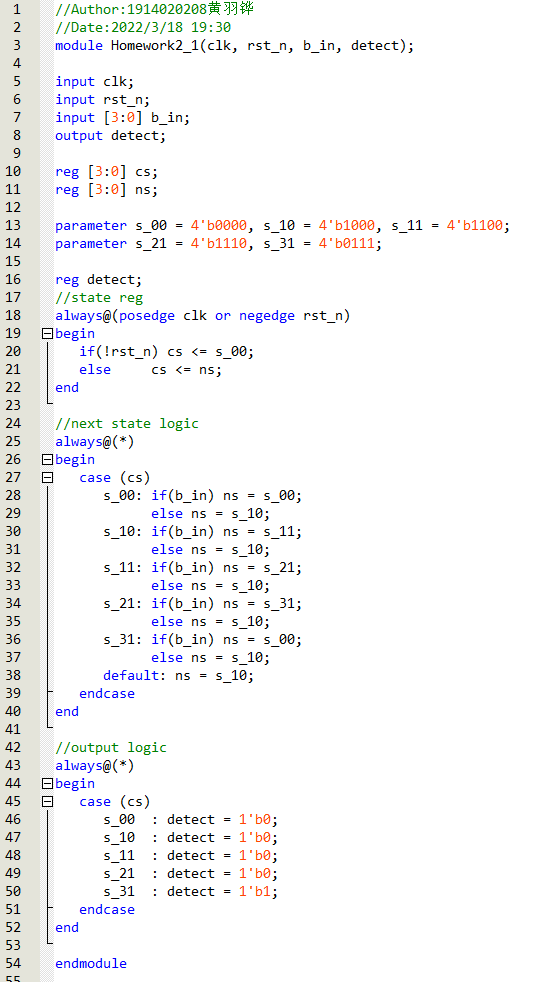 1 //Author:1914020208黄羽铧
2 //Date:2022/3/18 19:30
3 module Homework2_1(clk, rst_n, b_in, detect);
4
5 input clk;
6 input rst_n;
7 input [3:0] b_in;
8 output detect;
9
10 reg [3:0] cs;
11 reg [3:0] ns;
12
13 parameter s_00 = 4'b0000, s_10 = 4'b1000, s_11 = 4'b1100;
14 parameter s_21 = 4'b1110, s_31 = 4'b0111;
15
16 reg detect;
17 //state reg
18 always@(posedge clk or negedge rst_n)
19 begin
20 if(!rst_n) cs <= s_00;
21 else cs <= ns;
22 end
23
24 //next state logic
25 always@(*)
26 begin
27 case (cs)
28 s_00: if(b_in) ns = s_00;
29 else ns = s_10;
30 s_10: if(b_in) ns = s_11;
31 else ns = s_10;
32 s_11: if(b_in) ns = s_21;
33 else ns = s_10;
34 s_21: if(b_in) ns = s_31;
35 else ns = s_10;
36 s_31: if(b_in) ns = s_00;
37 else ns = s_10;
38 default: ns = s_10;
39 endcase
40 end
41
42 //output logic
43 always@(*)
44 begin
45 case (cs)
46 s_00 : detect = 1'b0;
47 s_10 : detect = 1'b0;
48 s_11 : detect = 1'b0;
49 s_21 : detect = 1'b0;
50 s_31 : detect = 1'b1;
51 endcase
52 end
53
54 endmodule
55